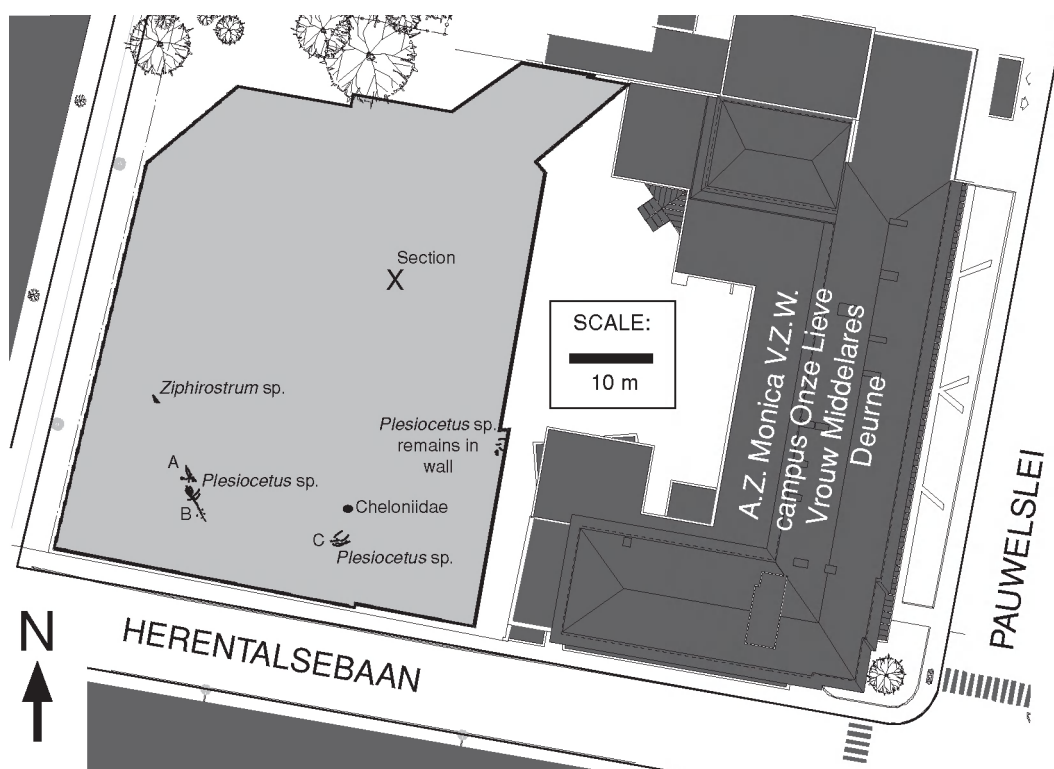 Section
X
SCALE:
10 m
Ziphirostrum sp.
Plesiocetus sp.
remains in
wall
A
Plesiocetus sp.
B
Cheloniidae
C
Plesiocetus sp.
A.Z. Monica V.Z.W.
campus Onze Lieve
Vrouw Middelares
Deurne
PAUWELSLEI
HERENTALSEBAAN
N